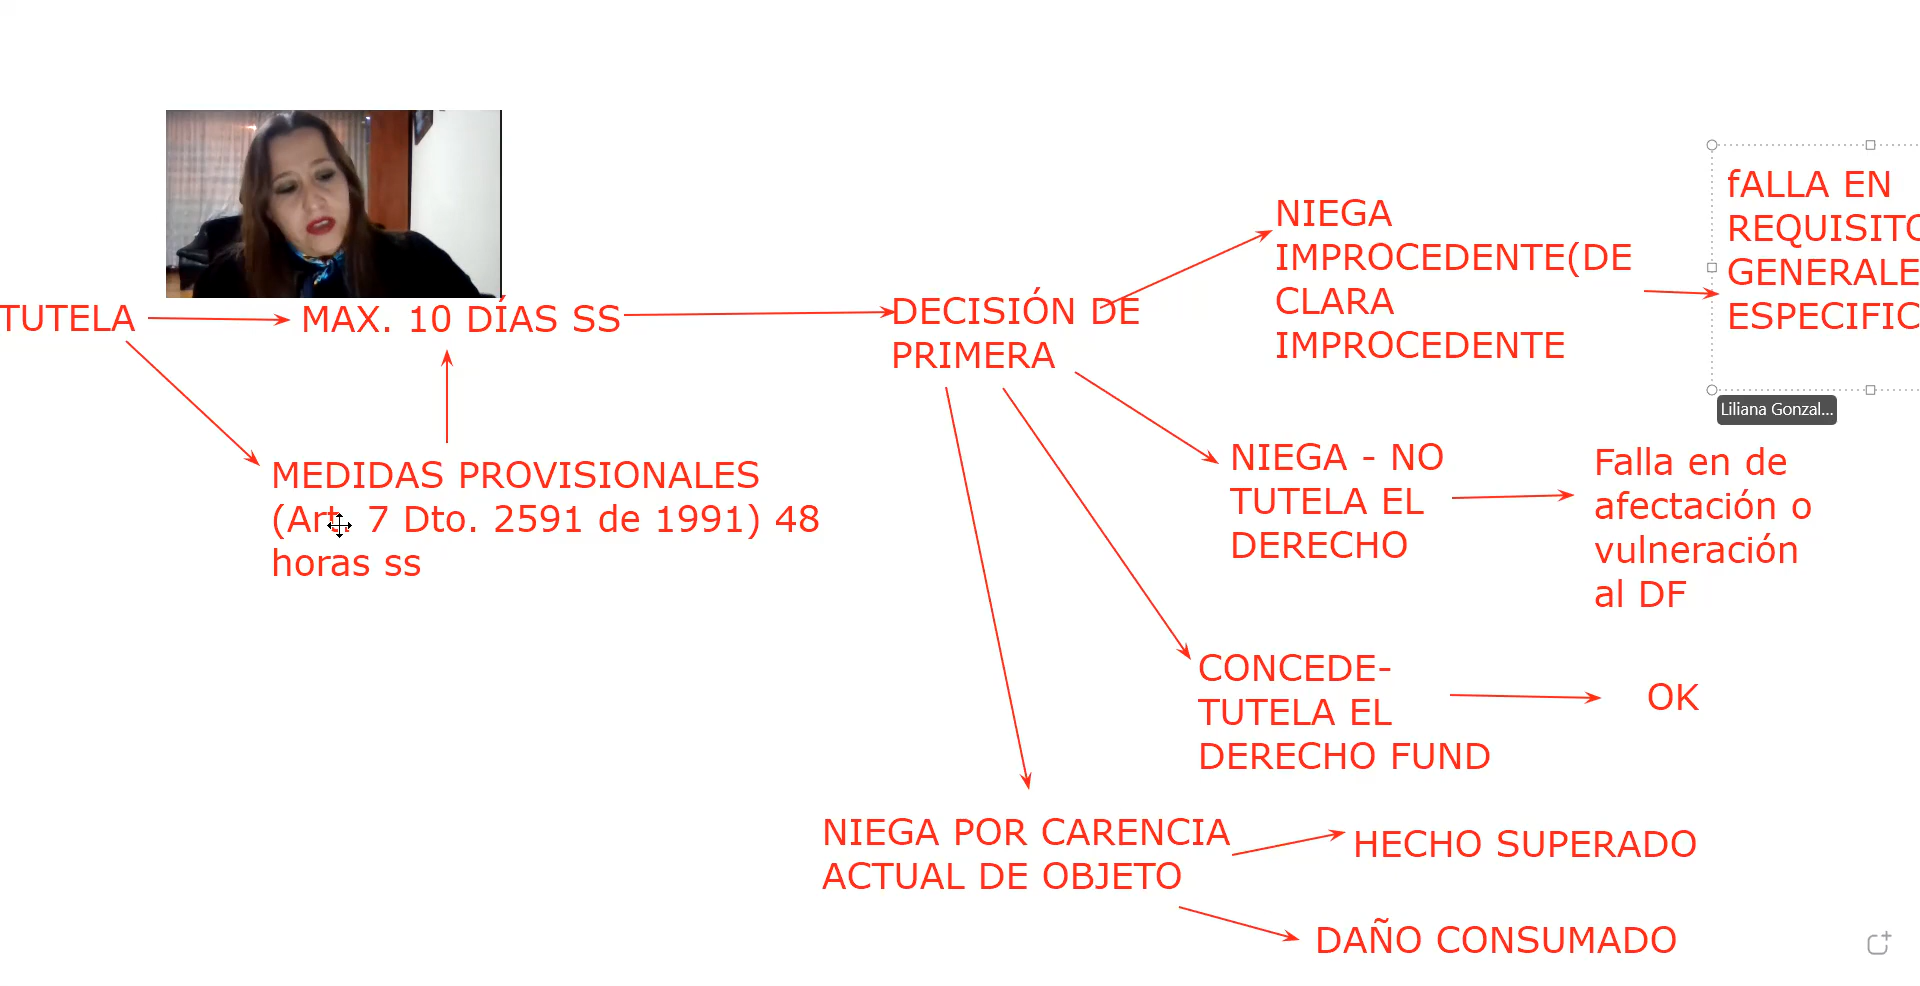 TUTELA
MAX. 10 DÍAS SS
MEDIDAS PROVISIONALES
(Art. 7 Dto. 2591 de 1991) 48
horas ss
DECISIÓN DE
PRIMERA
NIEGA
IMPROCEDENTE(DE
CLARA
IMPROCEDENTE
fALLA EN
REQUISITO
GENERALE
ESPECIFIC
Liliana Gonzal...
NIEGA - NO
TUTELA EL
DERECHO
Falla en de
afectación o
vulneración
al DF
CONCEDE-
TUTELA EL
DERECHO FUND
OK
NIEGA POR CARENCIA
ACTUAL DE OBJETO
HECHO SUPERADO
DAÑO CONSUMADO